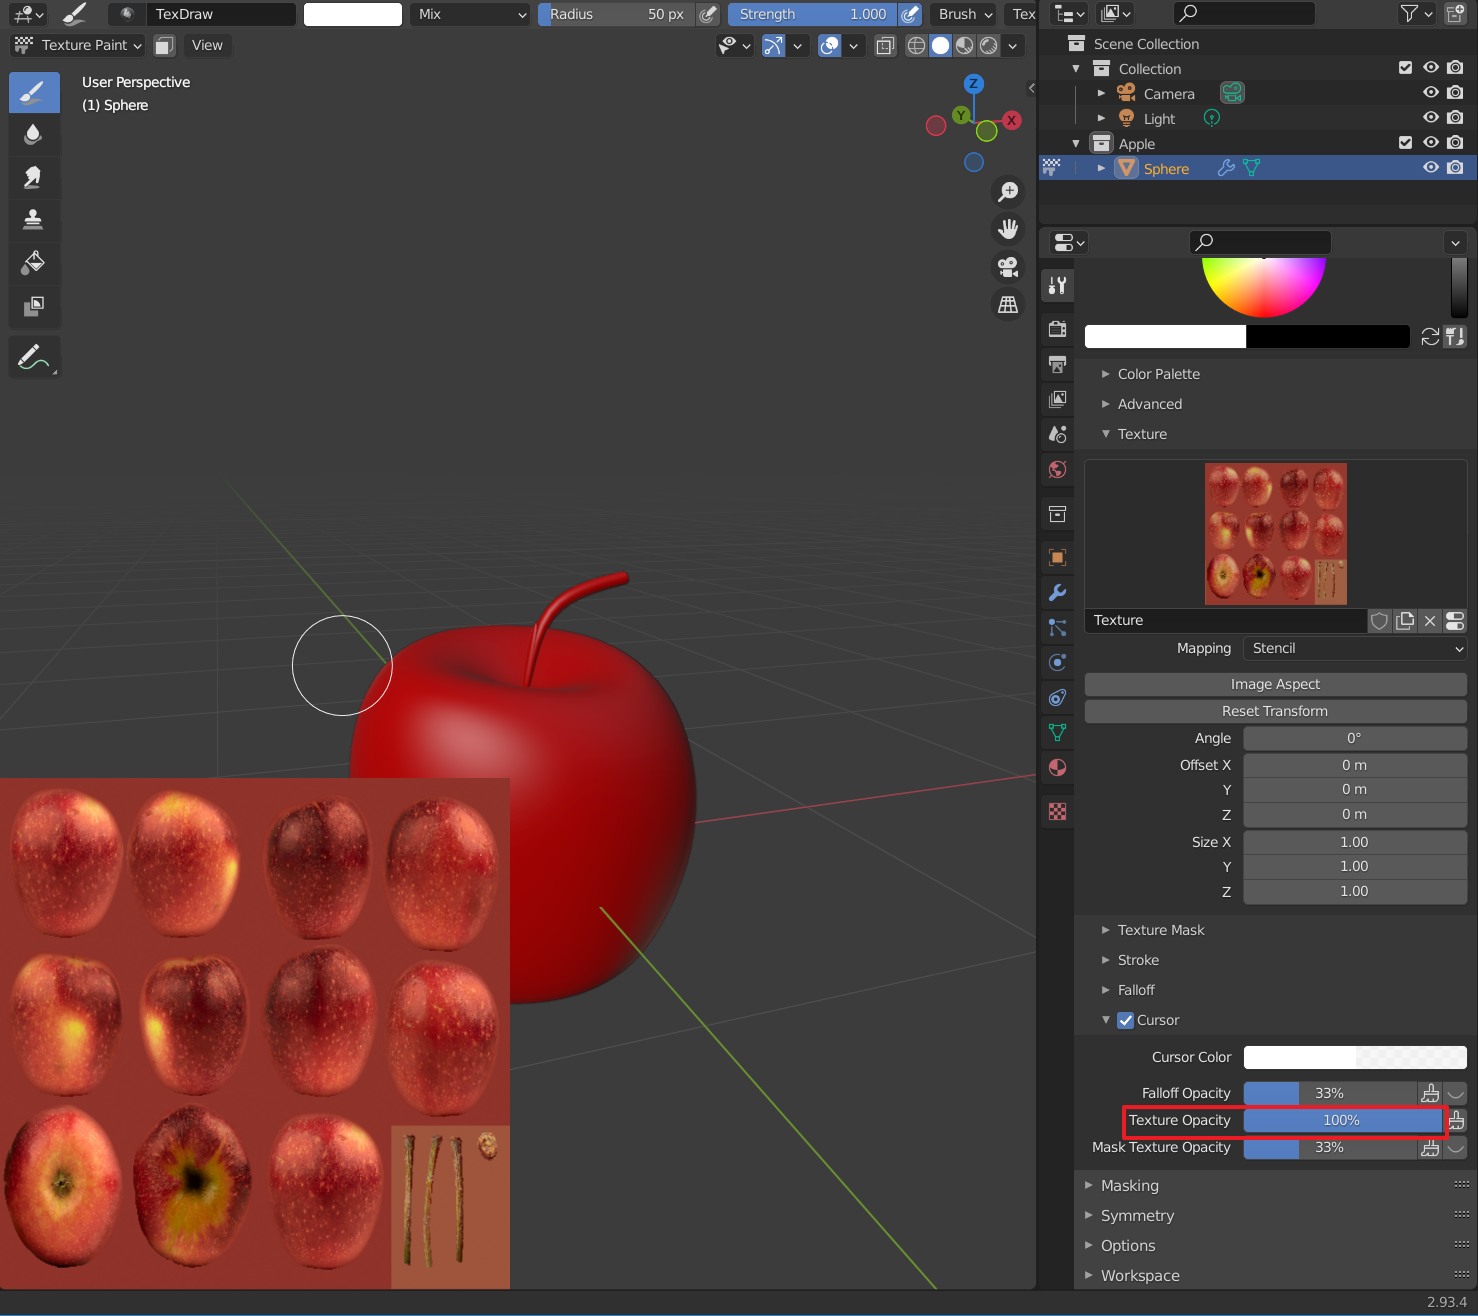 TexDraw Mix Radius 50 px Strength 1.000 Brush Tex
Texture Paint View
User Perspective
(1) Sphere
Z
Y
X
Scene Collection
Collection
Camera
Light
Apple
Sphere
Color Palette
Advanced
Texture
Texture
Mapping Stencil
Image Aspect
Reset Transform
Angle 0°
Offset X 0 m
Y 0 m
Z 0 m
Size X 1.00
Y 1.00
Z 1.00
Texture Mask
Stroke
Falloff
Cursor
Cursor Color
Falloff Opacity 33%
Texture Opacity 100%
Mask Texture Opacity 33%
Masking
Symmetry
Options
Workspace
2.93.4